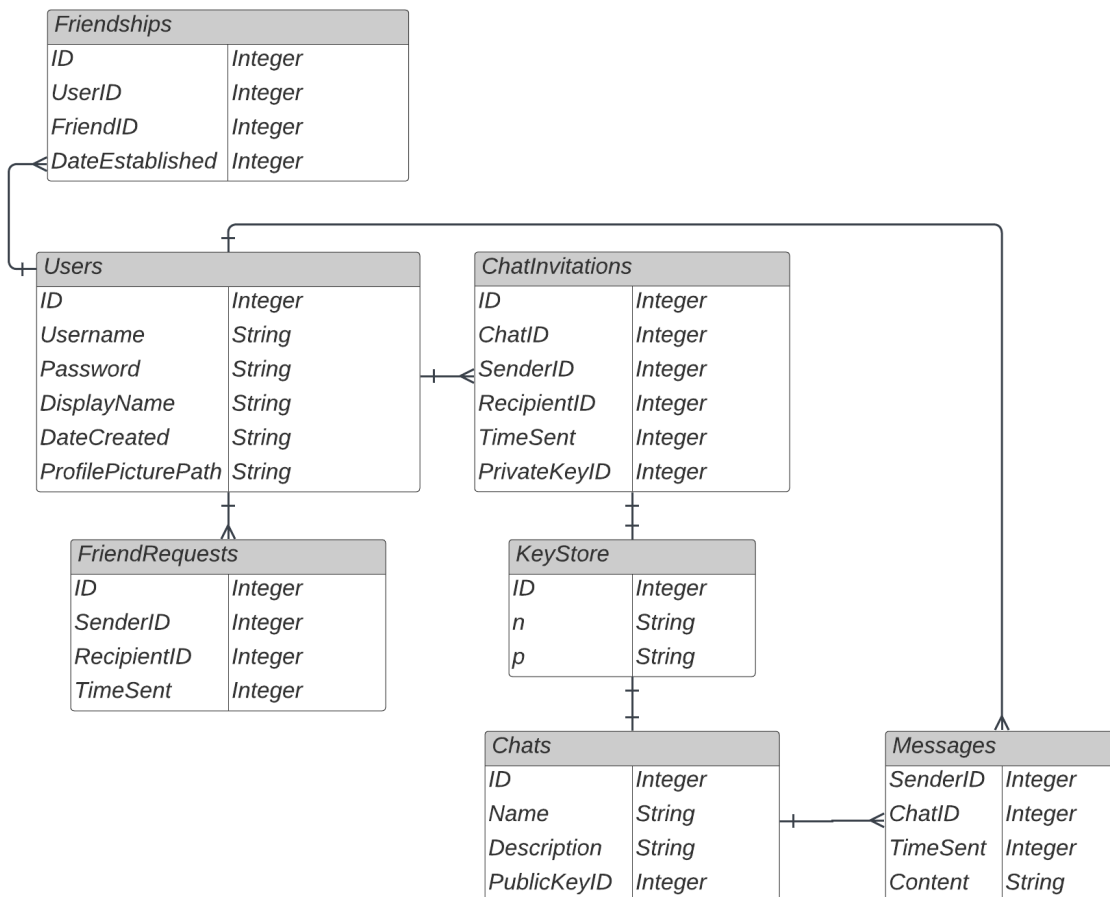 Friendships
ID Integer
UserID Integer
FriendID Integer
DateEstablished Integer
Users
ID Integer
Username String
Password String
DisplayName String
DateCreated String
ProfilePicturePath String
ChatInvitations
ID Integer
ChatID Integer
SenderID Integer
RecipientID Integer
TimeSent Integer
PrivateKeyID Integer
FriendRequests
ID Integer
SenderID Integer
RecipientID Integer
TimeSent Integer
KeyStore
ID Integer
n String
p String
Chats
ID Integer
Name String
Description String
PublicKeyID Integer
Messages
SenderID Integer
ChatID Integer
TimeSent Integer
Content String